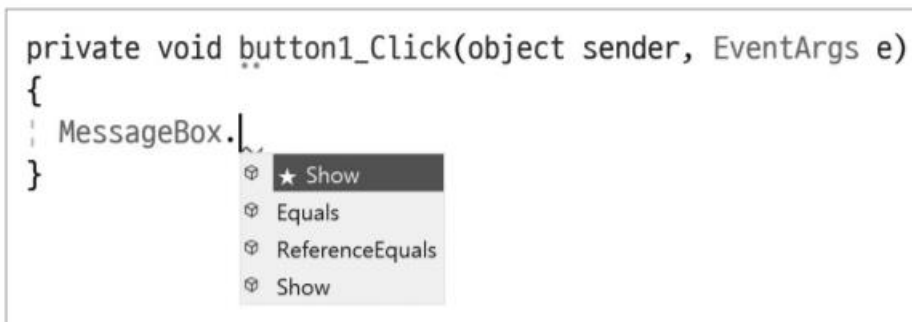 private void button1_Click(object sender, EventArgs e)
{
MessageBox.
}
★ Show
Equals
ReferenceEquals
Show